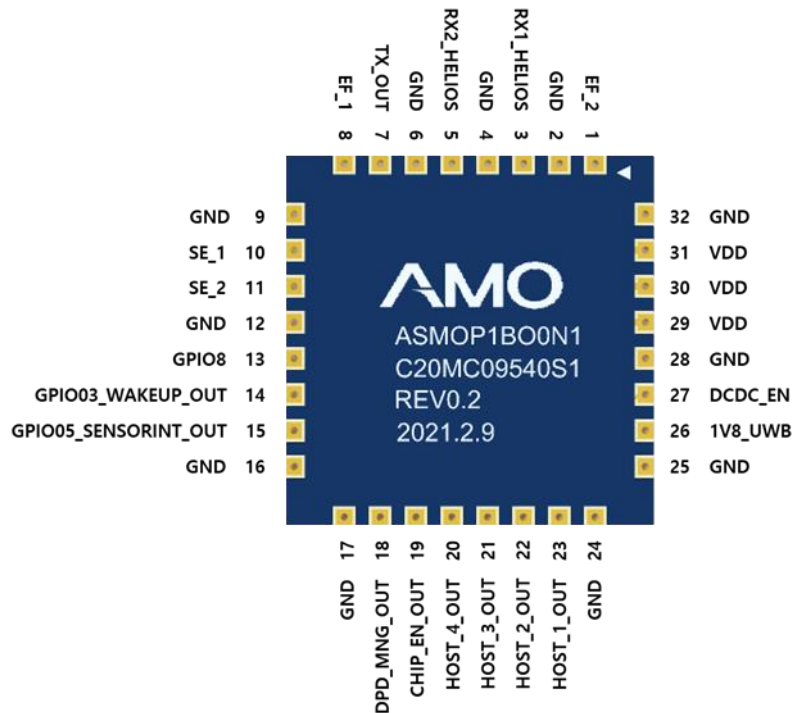 EF_1 8
TX_OUT 7
GND 6
RX2_HELIOS 5
GND 4
RX1_HELIOS 3
GND 2
EF_2 1
GND 9
SE_1 10
SE_2 11
GND 12
GPIO8 13
GPIO03_WAKEUP_OUT 14
GPIO05_SENSORINT_OUT 15
GND 16
AMO
ASMOP1BO0N1
C20MC09540S1
REV0.2
2021.2.9
32 GND
31 VDD
30 VDD
29 VDD
28 GND
27 DCDC_EN
26 1V8_UWB
25 GND
GND 17
DPD_MNG_OUT 18
CHIP_EN_OUT 19
HOST_4_OUT 20
HOST_3_OUT 21
HOST_2_OUT 22
HOST_1_OUT 23
GND 24